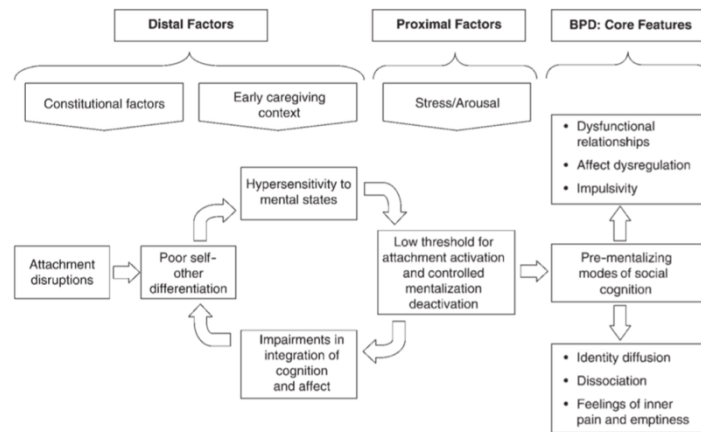 Distal Factors
Proximal Factors
BPD: Core Features
Constitutional factors
Early caregiving
context
Stress/Arousal
• Dysfunctional
relationships
• Affect dysregulation
• Impulsivity
Hypersensitivity to
mental states
Attachment
disruptions
Poor self-
other
differentiation
Low threshold for
attachment activation
and controlled
mentalization
deactivation
Pre-mentalizing
modes of social
cognition
Impairments in
integration of
cognition
and affect
• Identity diffusion
• Dissociation
• Feelings of inner
pain and emptiness